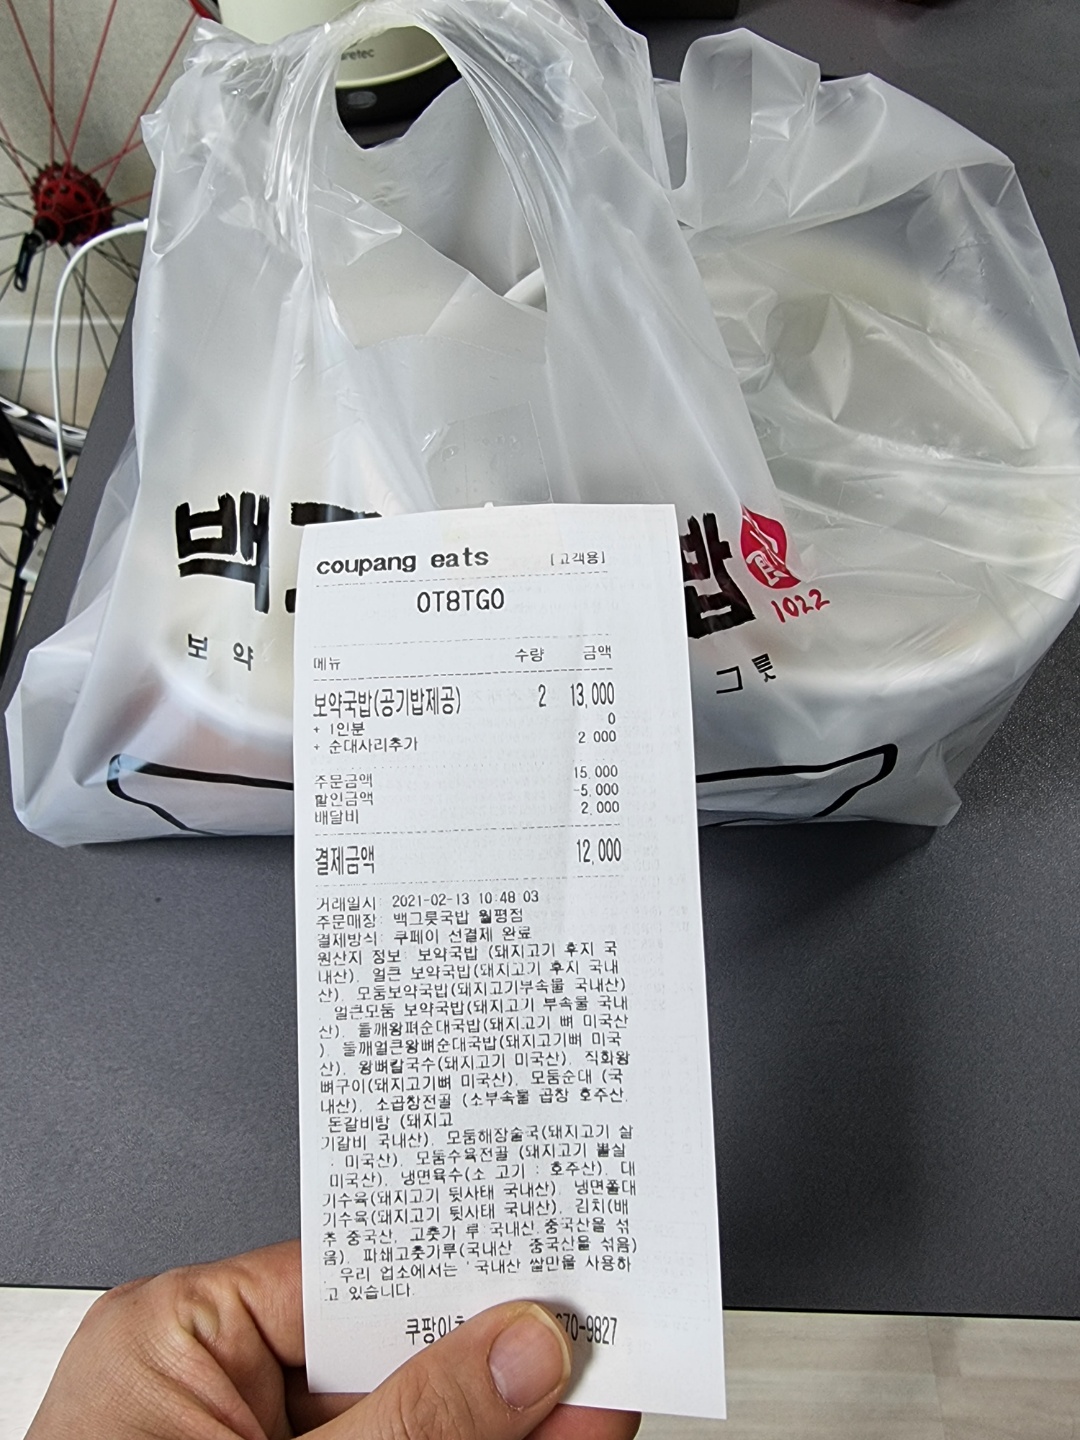 백그 밥
1022
보 약
그릇
coupang eats [고객용]
0T8TGO
메뉴 수량 금액
보약국밥(공기밥제공) 2 13,000
+ 1인분 0
+ 순대사리추가 2 000
주문금액 15 000
할인금액 -5 000
배달비 2 000
결제금액 12,000
거래일시: 2021-02-13 10:48 03
주문매장: 백그릇국밥 월평점
결제방식: 쿠페이 선결제 완료
원산지 정보: 보약국밥 (돼지고기 후지 국
내산), 얼큰 보약국밥(돼지고기 후지 국내
산), 모둠보약국밥(돼지고기부속물 국내산)
, 얼큰모둠 보약국밥(돼지고기 부속물 국내
산), 들깨왕뼈순대국밥(돼지고기 뼈 미국산
), 들깨얼큰왕뼈순대국밥(돼지고기뼈 미국
산), 왕뼈칼국수(돼지고기 미국산), 직화왕
뼈구이(돼지고기뼈 미국산), 모둠순대 (국
내산), 소곱창전골 (소부속물 곱창 호주산,
돈갈비탕 (돼지고
기갈비 국내산), 모둠해장술국(돼지고기 살
: 미국산), 모둠수육전골 (돼지고기 볼살
미국산), 냉면육수(소 고기 : 호주산), 대
기수육(돼지고기 뒷사태 국내산), 냉면쫄대
기수육(돼지고기 뒷사태 국내산), 김치(배
추 중국산, 고춧가 루 국내산,중국산을 섞
음), 파쇄고춧가루(국내산, 중국산을 섞음)
, 우리 업소에서는 '국내산 쌀만을 사용하
고 있습니다.
쿠팡이 70-9827